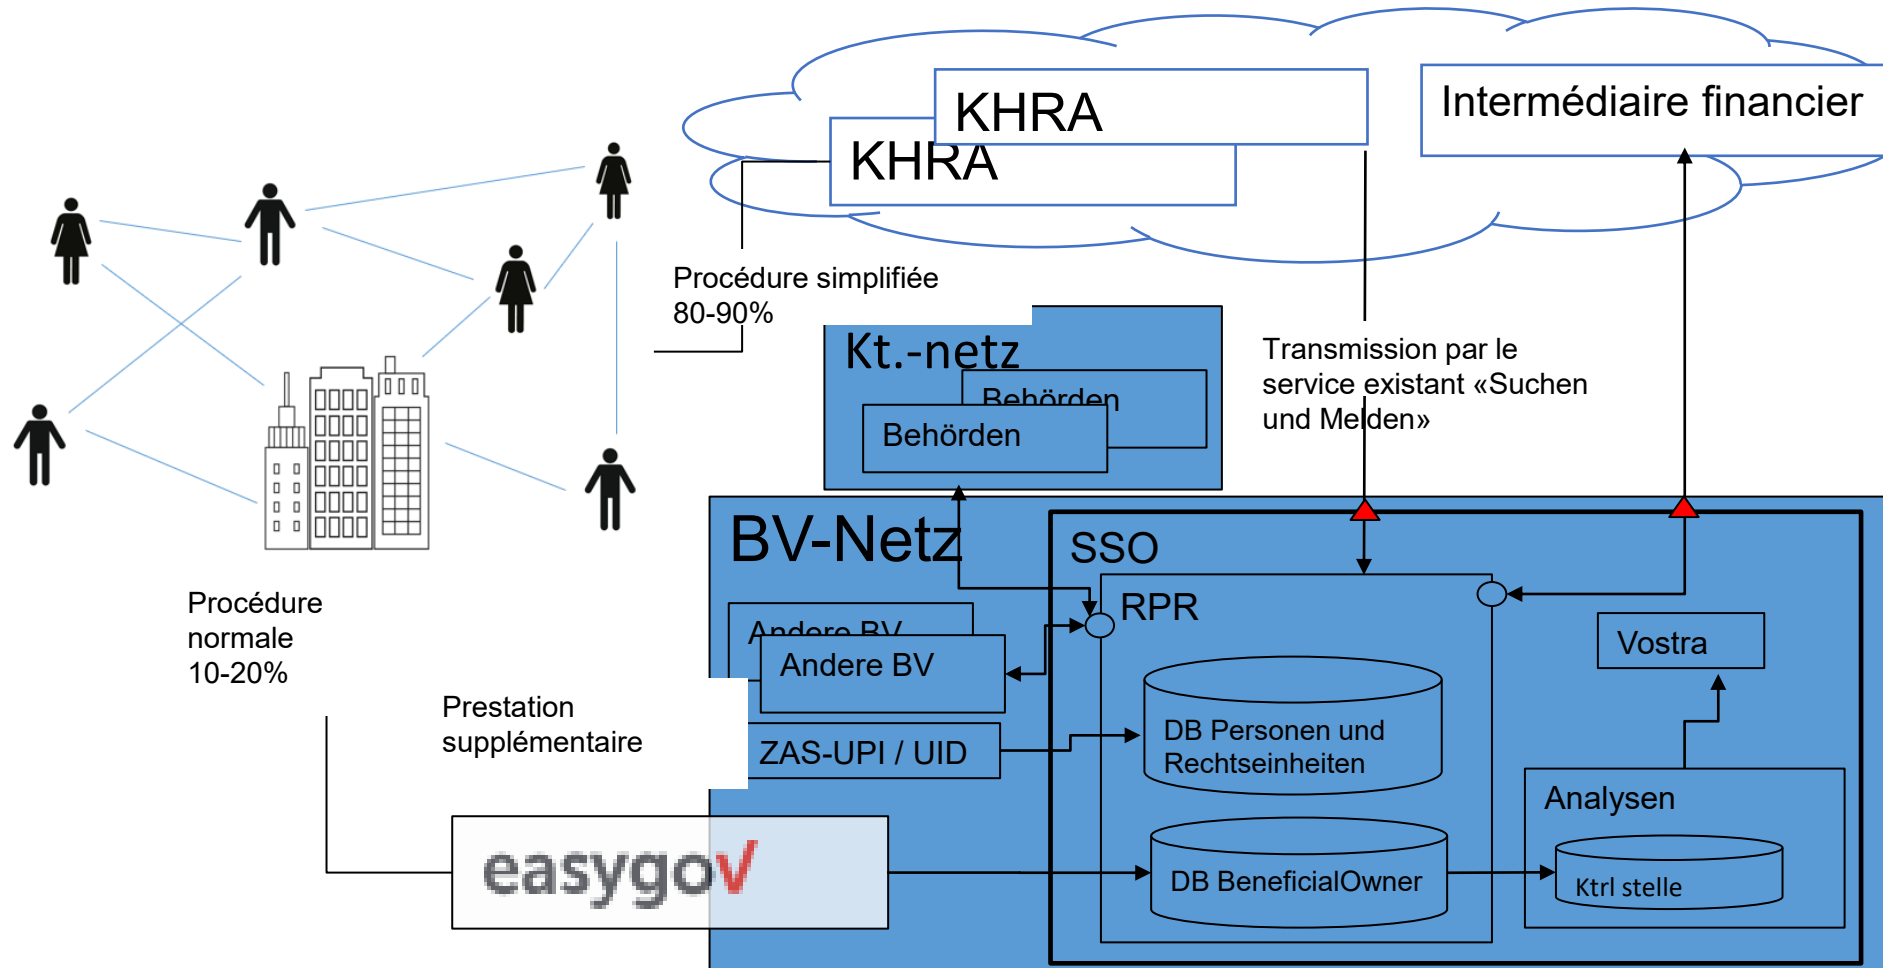 KHRA
KHRA
Intermédiaire financier
Procédure simplifiée
80-90%
Kt.-netz
Behörden
Behörden
Transmission par le
service existant «Suchen
und Melden»
BV-Netz
SSO
RPR
Procédure
normale
10-20%
Andere BV
Andere BV
Vostra
Prestation
supplémentaire
ZAS-UPI / UID
DB Personen und
Rechtseinheiten
Analysen
easygov
DB BeneficialOwner
Ktrl stelle